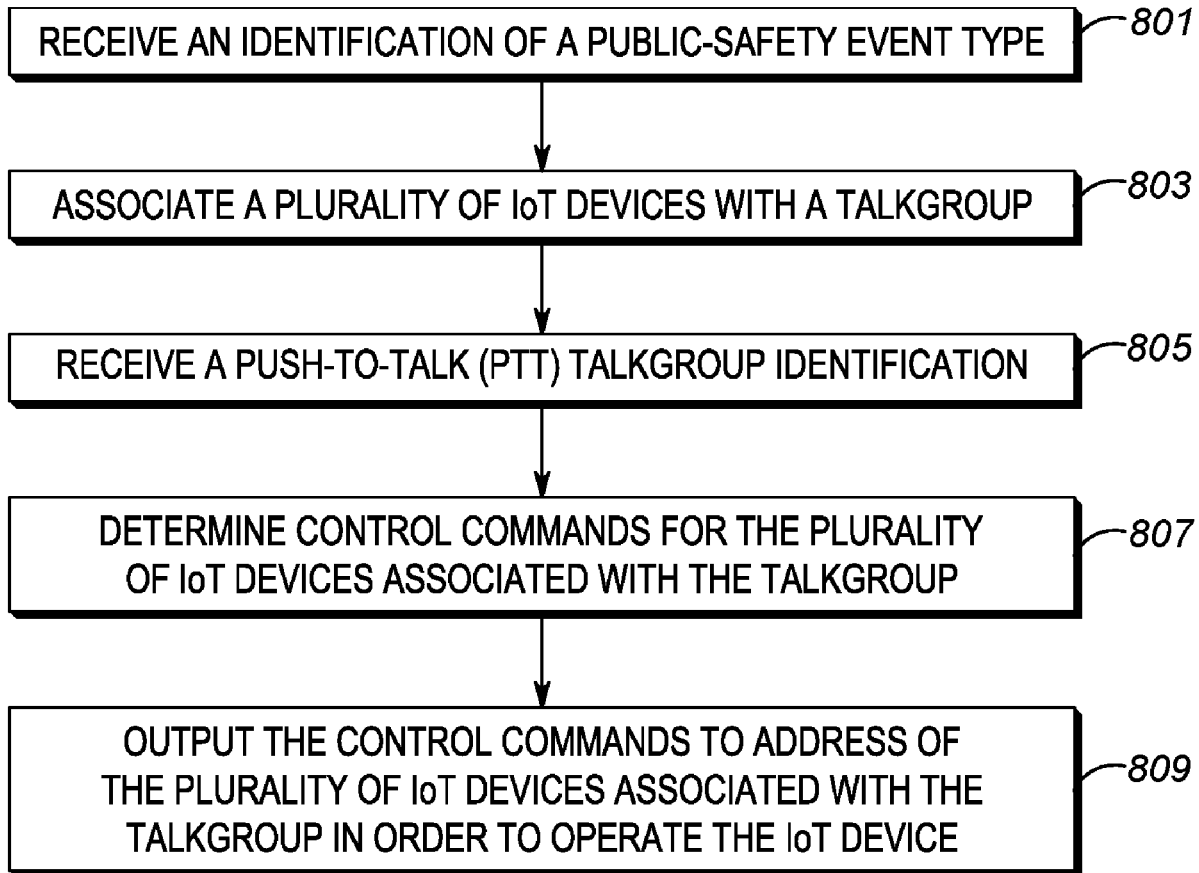 RECEIVE AN IDENTIFICATION OF A PUBLIC-SAFETY EVENT TYPE
801
ASSOCIATE A PLURALITY OF IoT DEVICES WITH A TALKGROUP
803
RECEIVE A PUSH-TO-TALK (PTT) TALKGROUP IDENTIFICATION
805
DETERMINE CONTROL COMMANDS FOR THE PLURALITY
OF IoT DEVICES ASSOCIATED WITH THE TALKGROUP
807
OUTPUT THE CONTROL COMMANDS TO ADDRESS OF
THE PLURALITY OF IoT DEVICES ASSOCIATED WITH THE
TALKGROUP IN ORDER TO OPERATE THE IoT DEVICE
809